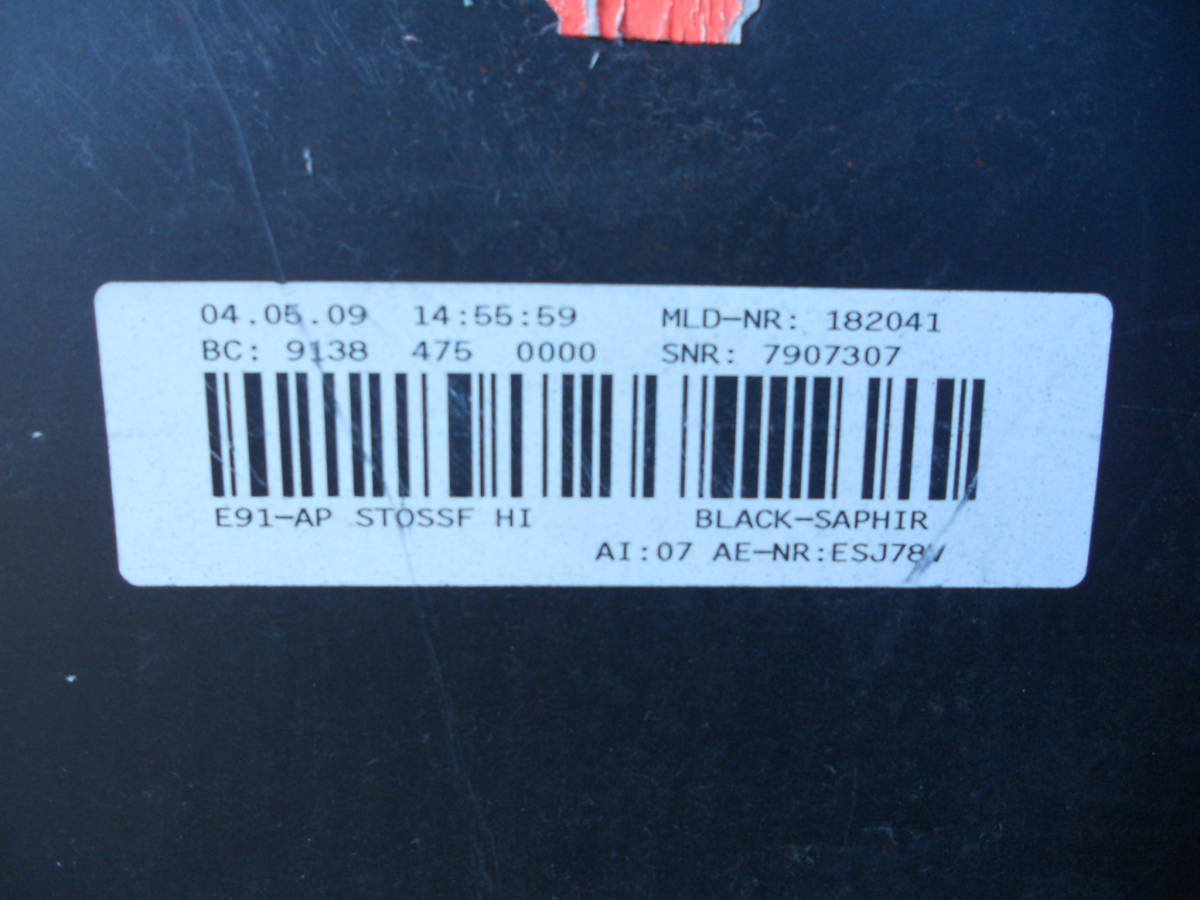 04.05.09 14:55:59 MLD-NR: 182041
BC: 9138 475 0000 SNR: 7907307
E91-AP STOSSF HI BLACK-SAPHIR
AI:07 AE-NR: